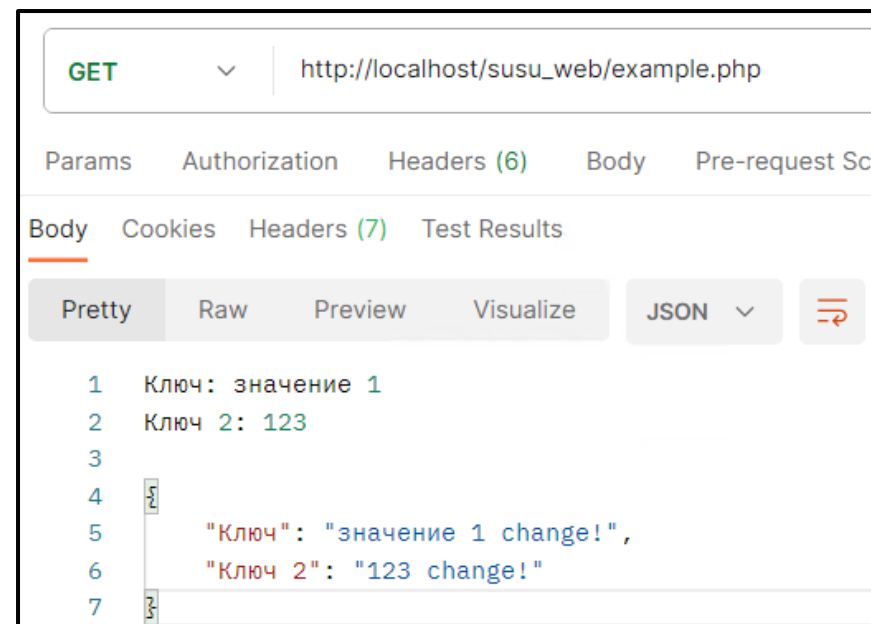 GET http://localhost/susu_web/example.php
Params Authorization Headers (6) Body Pre-request Sc
Body Cookies Headers (7) Test Results
Pretty Raw Preview Visualize JSON
1 Ключ: значение 1
2 Ключ 2: 123
3
4 {
5 "Ключ": "значение 1 change!",
6 "Ключ 2": "123 change!"
7 }